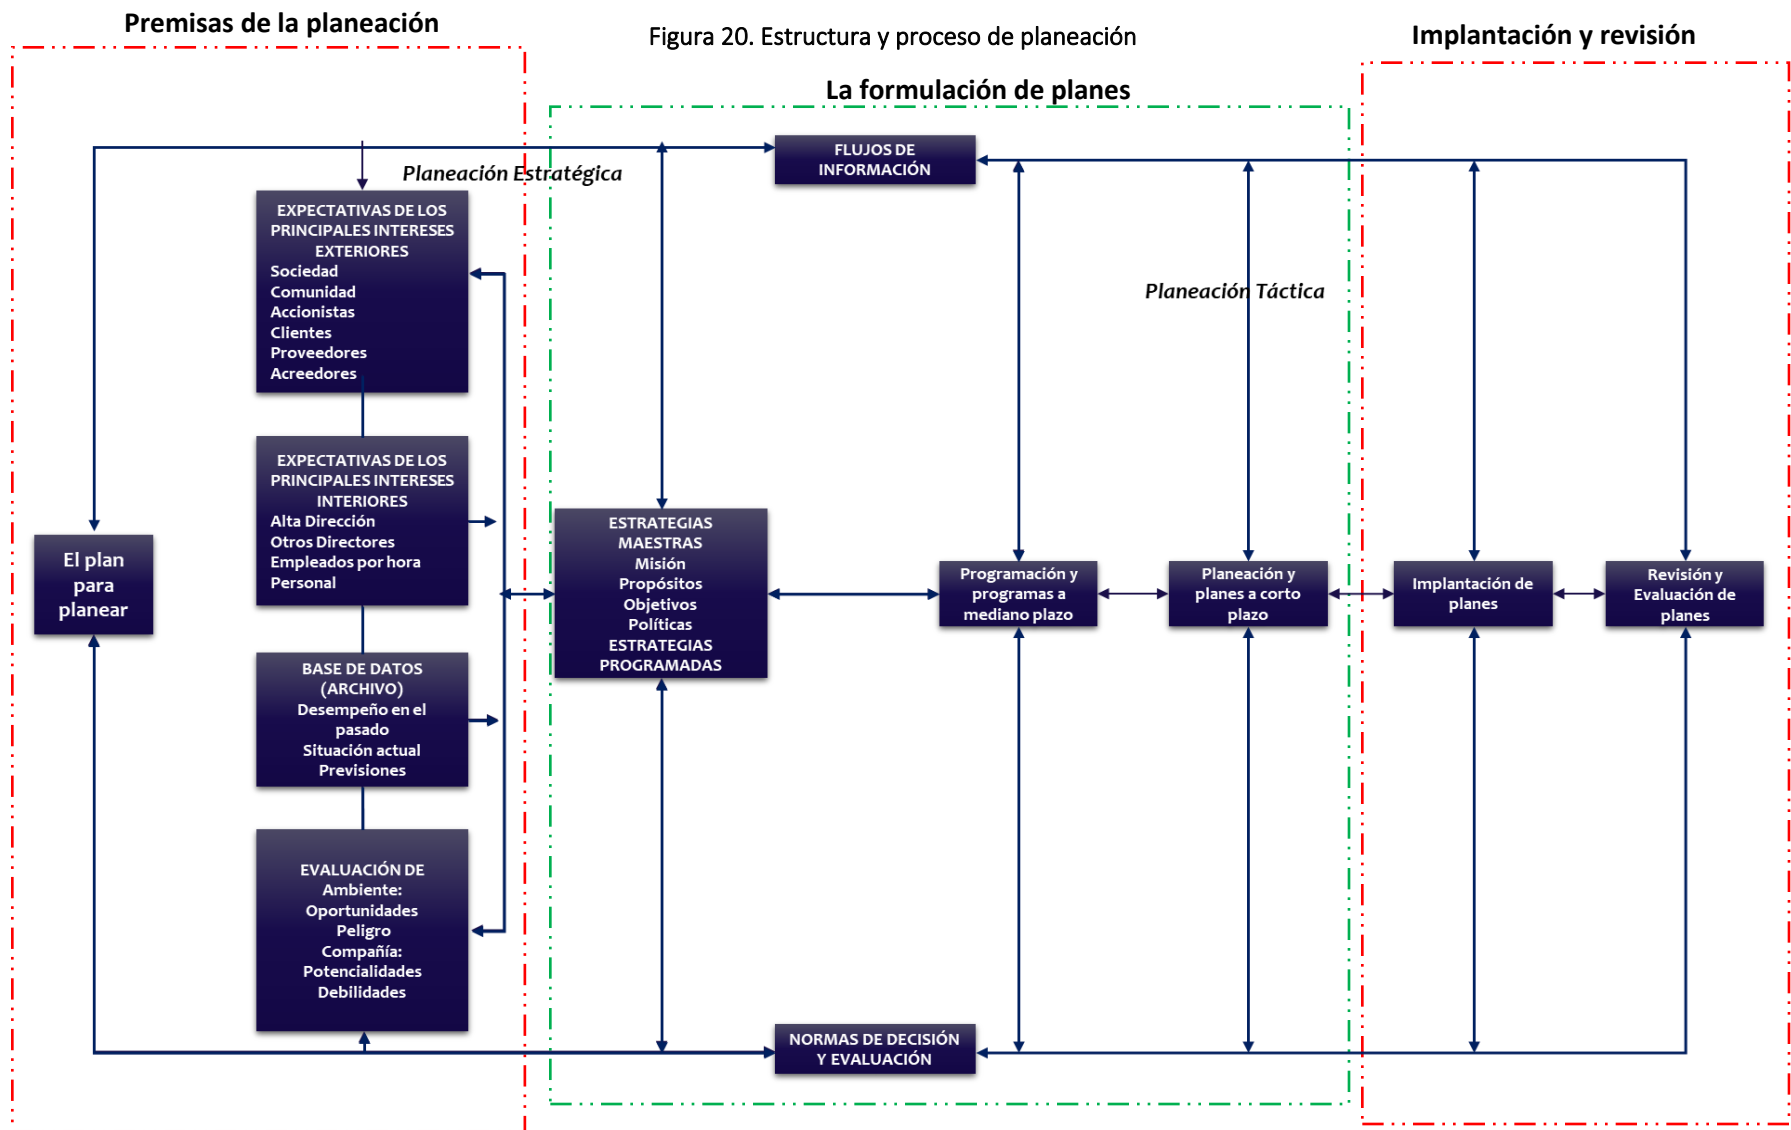 Premisas de la planeación
Figura 20. Estructura y proceso de planeación
Implantación y revisión
La formulación de planes
FLUJOS DE
INFORMACIÓN
Planeación Estratégica
EXPECTATIVAS DE LOS
PRINCIPALES INTERESES
EXTERIORES
Sociedad
Comunidad
Accionistas
Clientes
Proveedores
Acreedores
Planeación Táctica
EXPECTATIVAS DE LOS
PRINCIPALES INTERESES
INTERIORES
Alta Dirección
Otros Directores
Empleados por hora
Personal
El plan
para
planear
ESTRATEGIAS
MAESTRAS
Misión
Propósitos
Objetivos
Políticas
ESTRATEGIAS
PROGRAMADAS
Programación y
programas a
mediano plazo
Planeación y
planes a corto
plazo
Implantación de
planes
Revisión y
Evaluación de
planes
BASE DE DATOS
(ARCHIVO)
Desempeño en el
pasado
Situación actual
Previsiones
EVALUACIÓN DE
Ambiente:
Oportunidades
Peligro
Compañía:
Potencialidades
Debilidades
NORMAS DE DECISIÓN
Y EVALUACIÓN